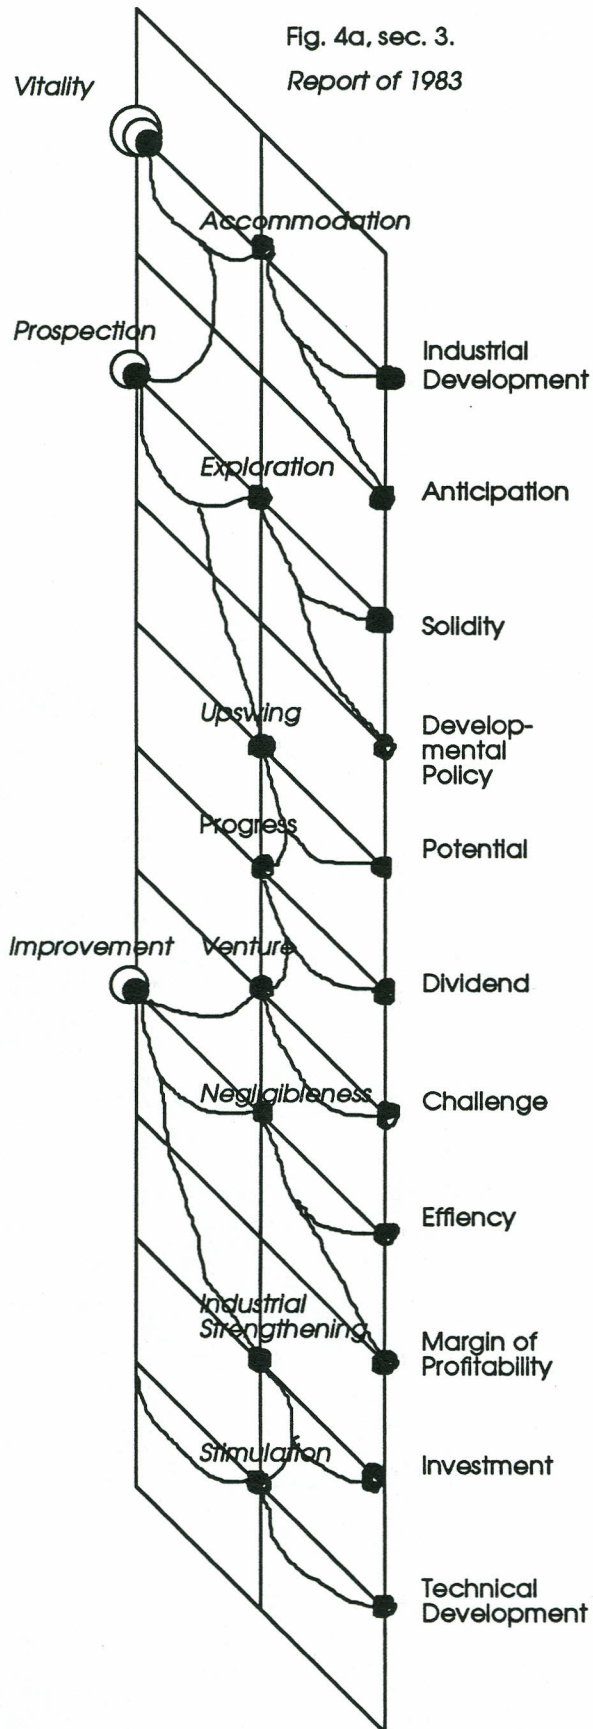 Fig. 4a, sec. 3.
Report of 1983
Vitality
Accommodation
Prospection
Industrial
Development
Exploration
Anticipation
Solidity
Upswing
Develop-
mental
Policy
Progress
Potential
Improvement
Venture
Dividend
Negligibleness
Challenge
Effiency
Industrial
Strengthening
Margin of
Profitability
Stimulation
Investment
Technical
Development